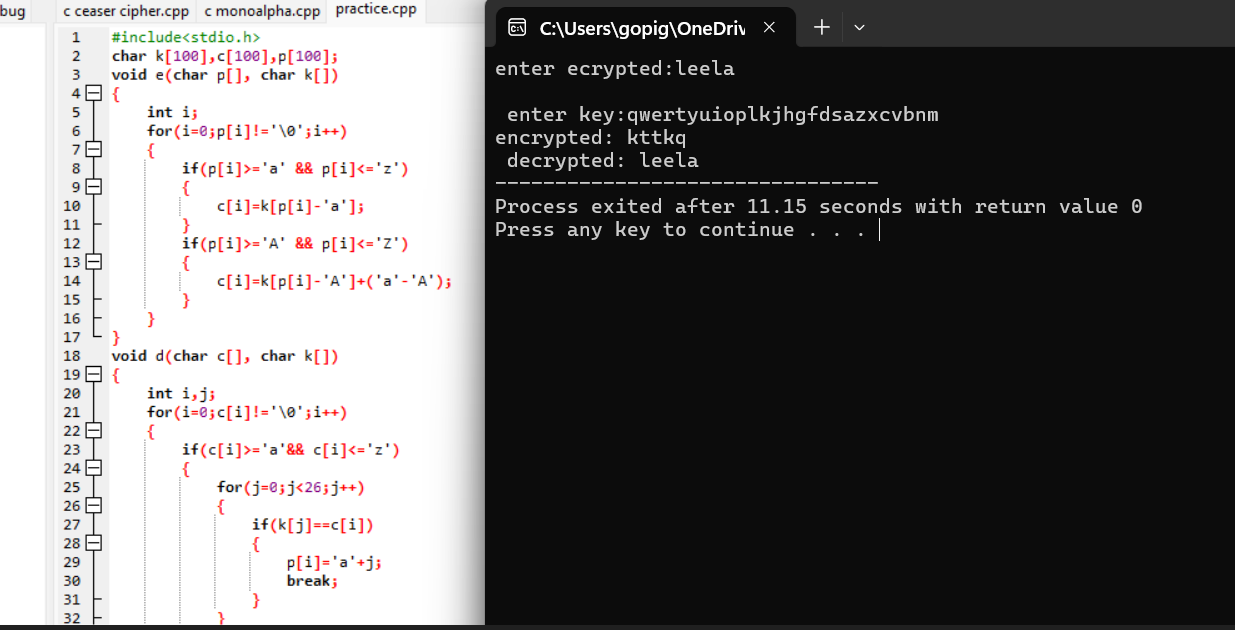 bug c ceaser cipher.cpp c monoalpha.cpp practice.cpp
1 #include<stdio.h>
2 char k[100],c[100],p[100];
3 void e(char p[], char k[])
4 {
5 int i;
6 for(i=0;p[i]!='\0';i++)
7 {
8 if(p[i]>='a' && p[i]<='z')
9 {
10 c[i]=k[p[i]-'a'];
11 }
12 if(p[i]>='A' && p[i]<='Z')
13 {
14 c[i]=k[p[i]-'A']+('a'-'A');
15 }
16 }
17 }
18 void d(char c[], char k[])
19 {
20 int i,j;
21 for(i=0;c[i]!='\0';i++)
22 {
23 if(c[i]>='a'&& c[i]<='z')
24 {
25 for(j=0;j<26;j++)
26 {
27 if(k[j]==c[i])
28 {
29 p[i]='a'+j;
30 break;
31 }
32 }
C:\Users\gopig\OneDriv
enter ecrypted:leela
enter key:qwertyuioplkjhgfdsazxcvbnm
encrypted: kttkq
decrypted: leela
--------------------------------
Process exited after 11.15 seconds with return value 0
Press any key to continue . . .